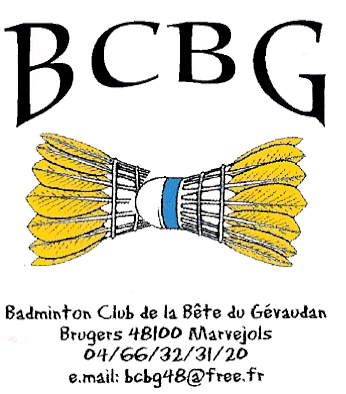 BCBG
Badminton Club de la Bête du Gévaudan
Brugers 48100 Marvejols
04/66/32/31/20
e.mail: bcbg48@free.fr